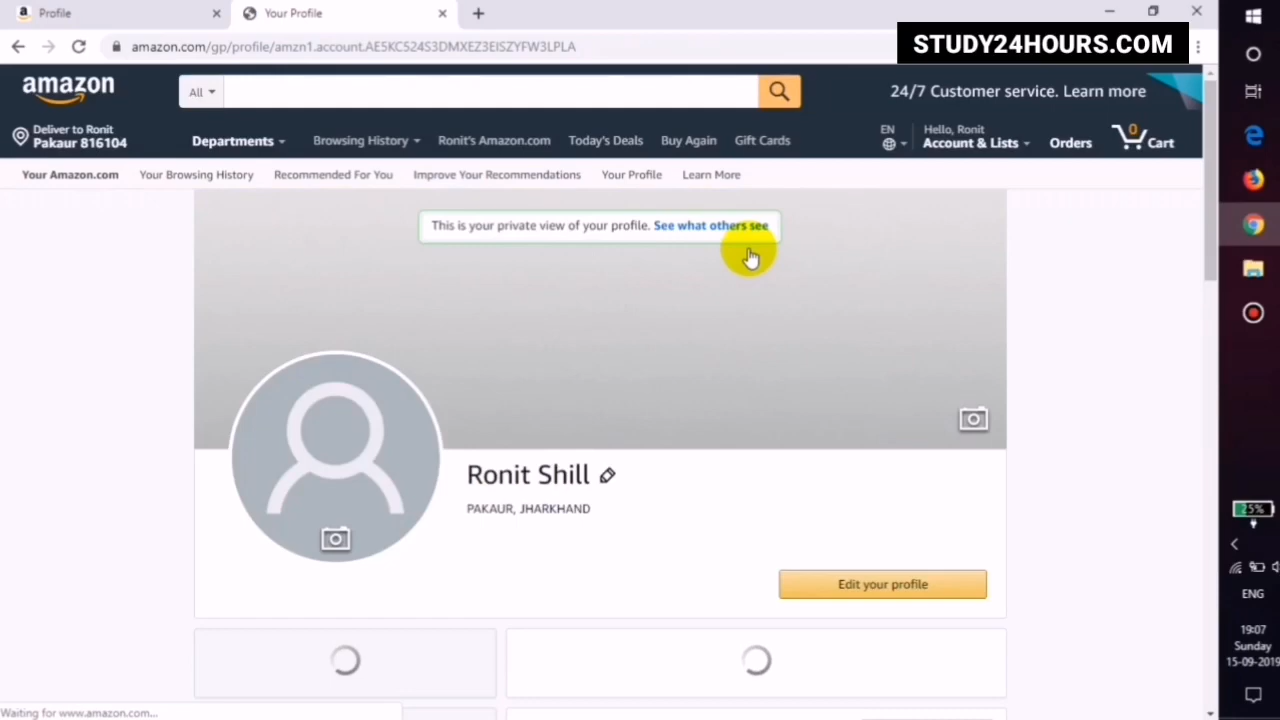 Profile
Your Profile
amazon.com/gp/profile/amzn1.account.AE5KC524S3DMXEZ3EISZYFW3LPLA
STUDY24HOURS.COM
amazon
All
24/7 Customer service. Learn more
Deliver to Ronit
Pakaur 816104
Departments
Browsing History
Ronit's Amazon.com
Today's Deals
Buy Again
Gift Cards
EN
Hello, Ronit
Account & Lists
Orders
0
Cart
Your Amazon.com
Your Browsing History
Recommended For You
Improve Your Recommendations
Your Profile
Learn More
This is your private view of your profile. See what others see
Ronit Shill
PAKAUR, JHARKHAND
Edit your profile
Waiting for www.amazon.com...
25%
ENG
19:07
Sunday
15-09-2019